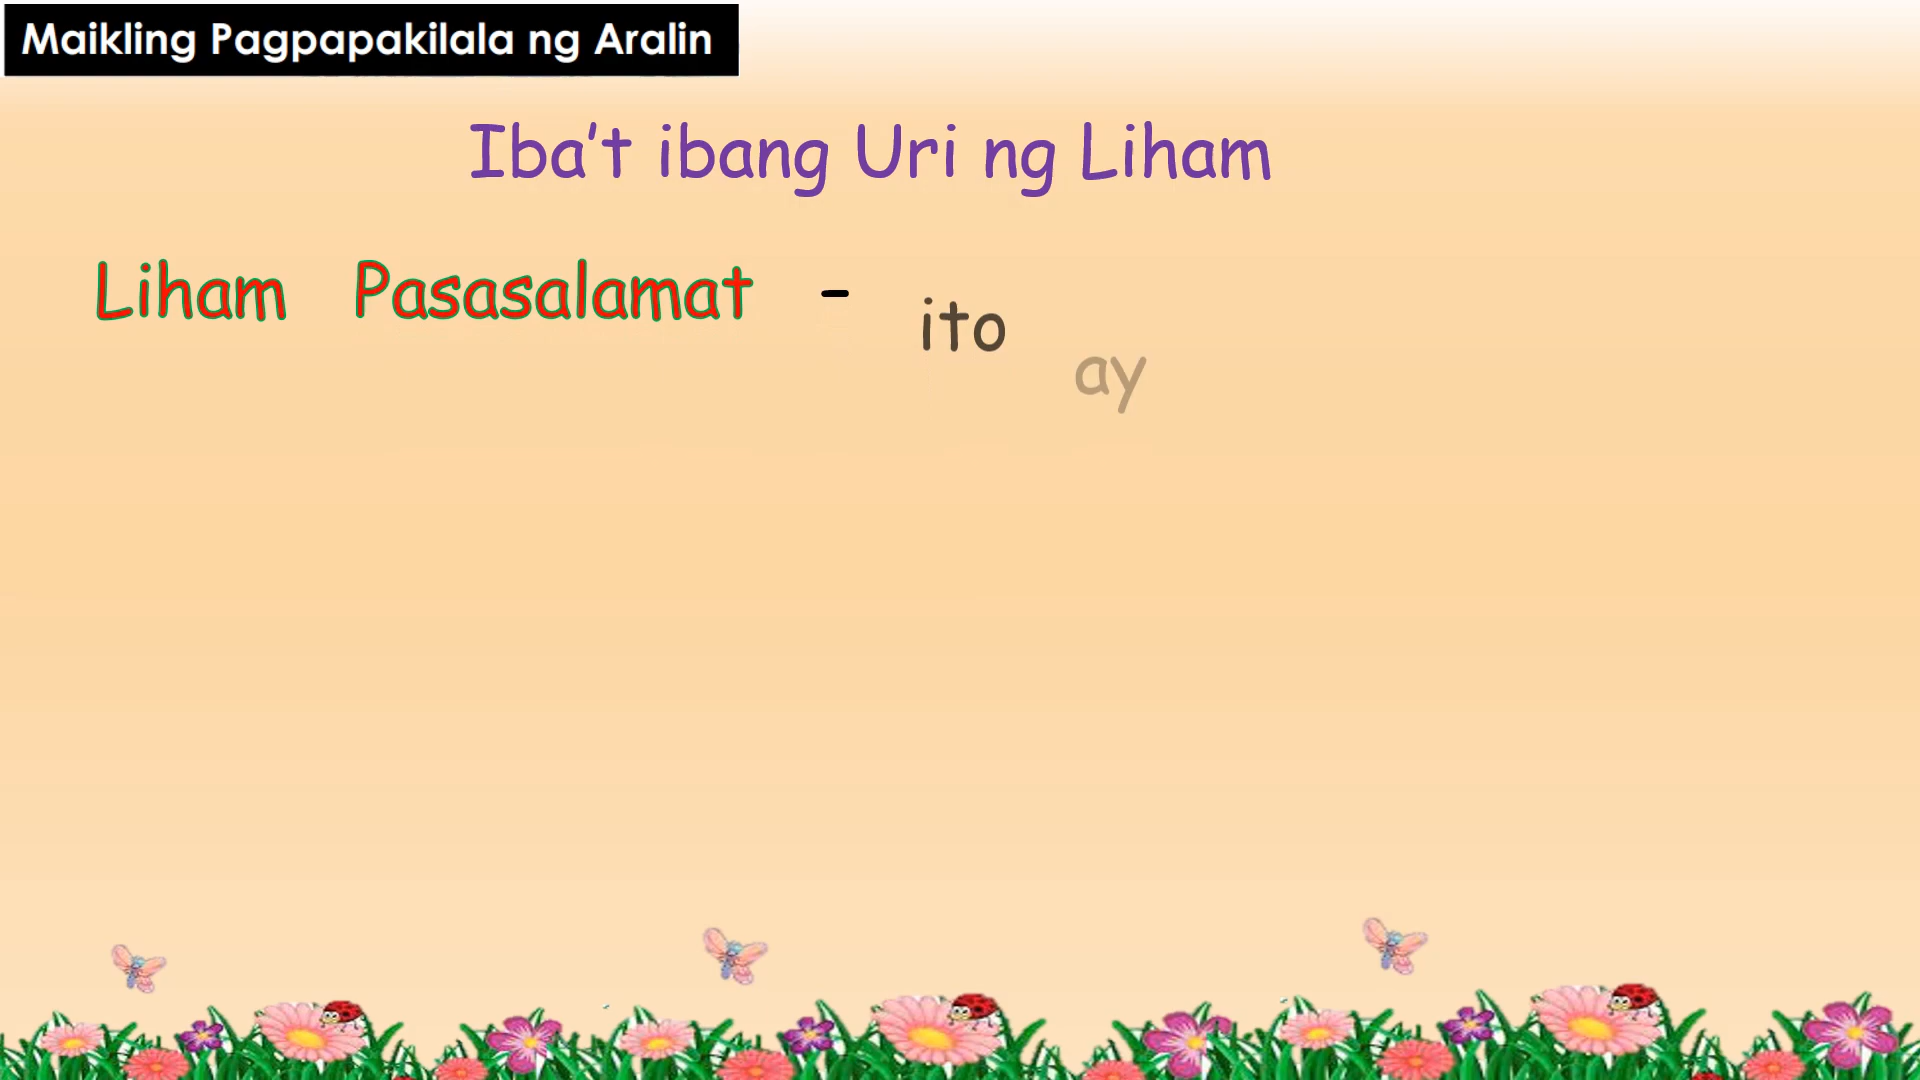 Maikling Pagpapakilala ng Aralin
Iba't ibang Uri ng Liham
Liham Pasasalamat - ito ay